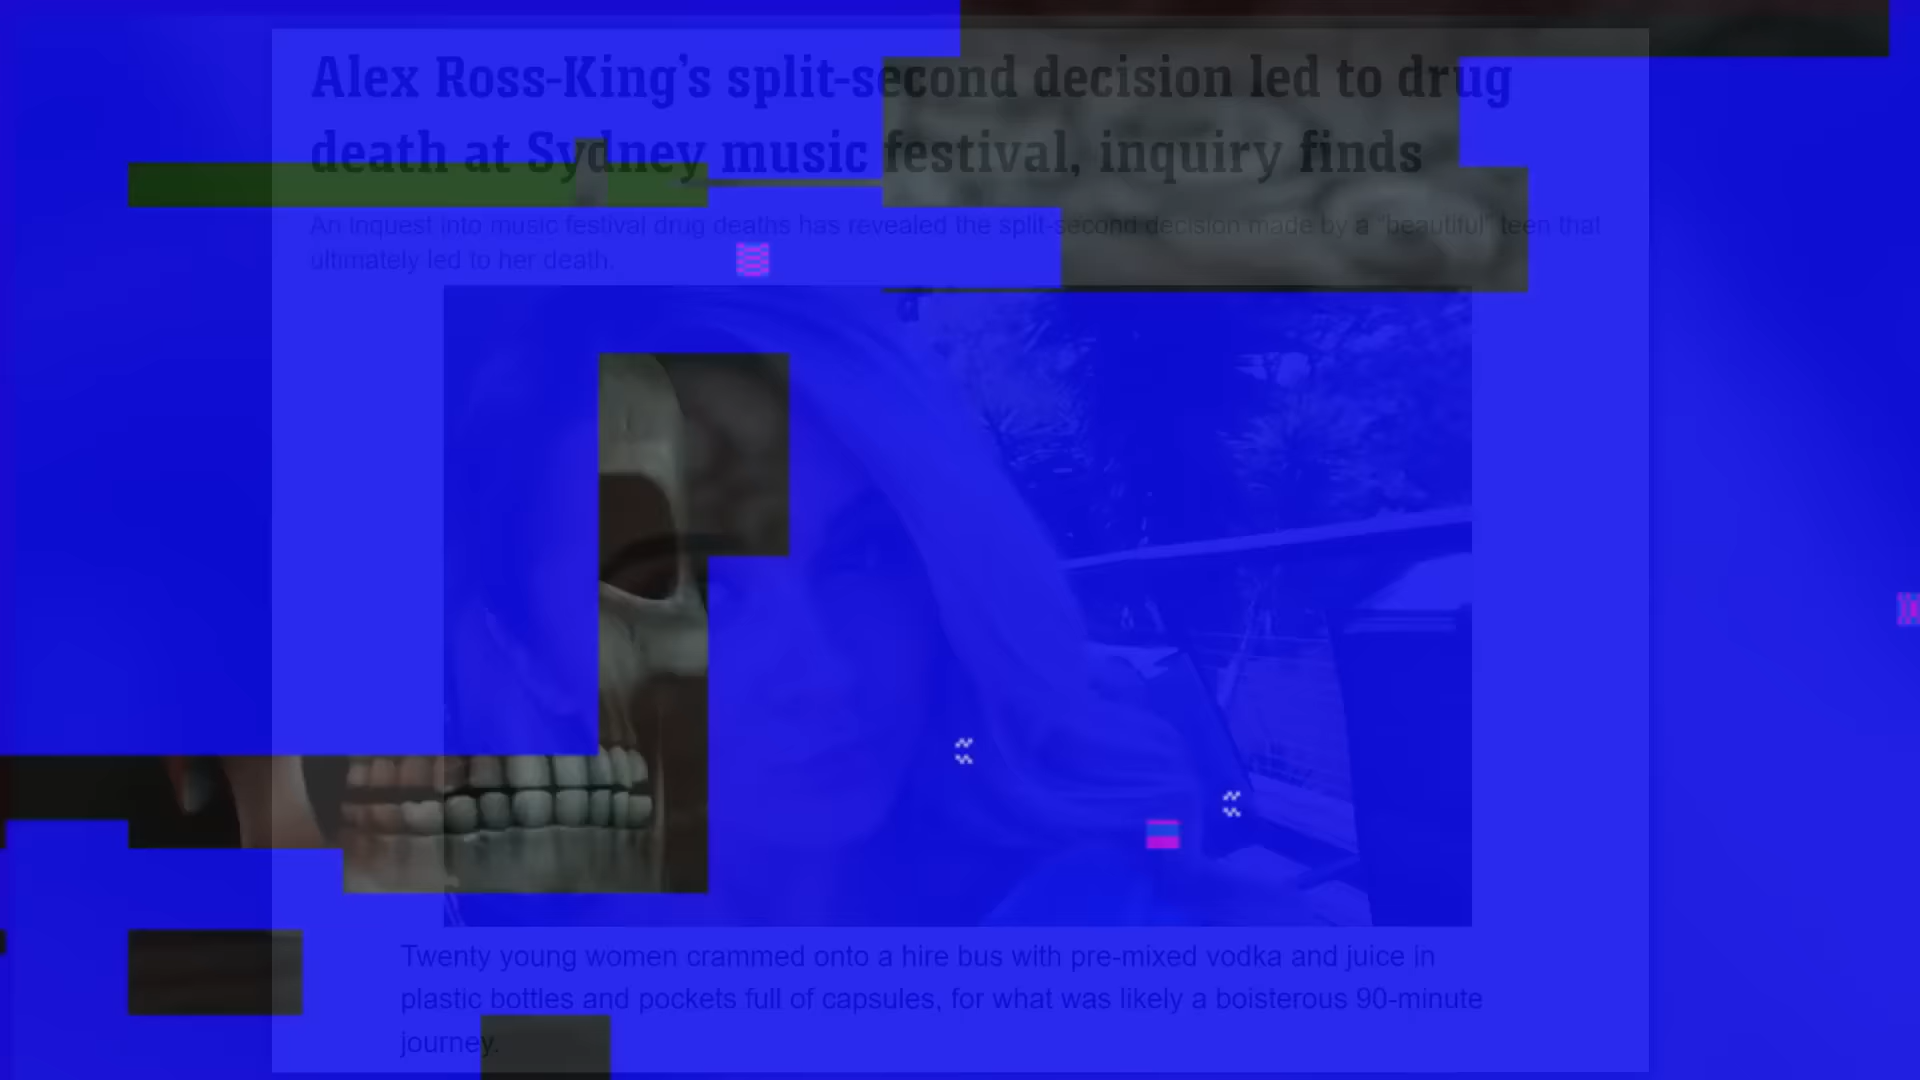 Alex Ross-King’s split-second decision led to drug
death at Sydney music festival, inquiry finds
An inquest into music festival drug deaths has revealed the split-second decision made by a “beautiful” teen that
ultimately led to her death.
Twenty young women crammed onto a hire bus with pre-mixed vodka and juice in
plastic bottles and pockets full of capsules, for what was likely a boisterous 90-minute
journey.